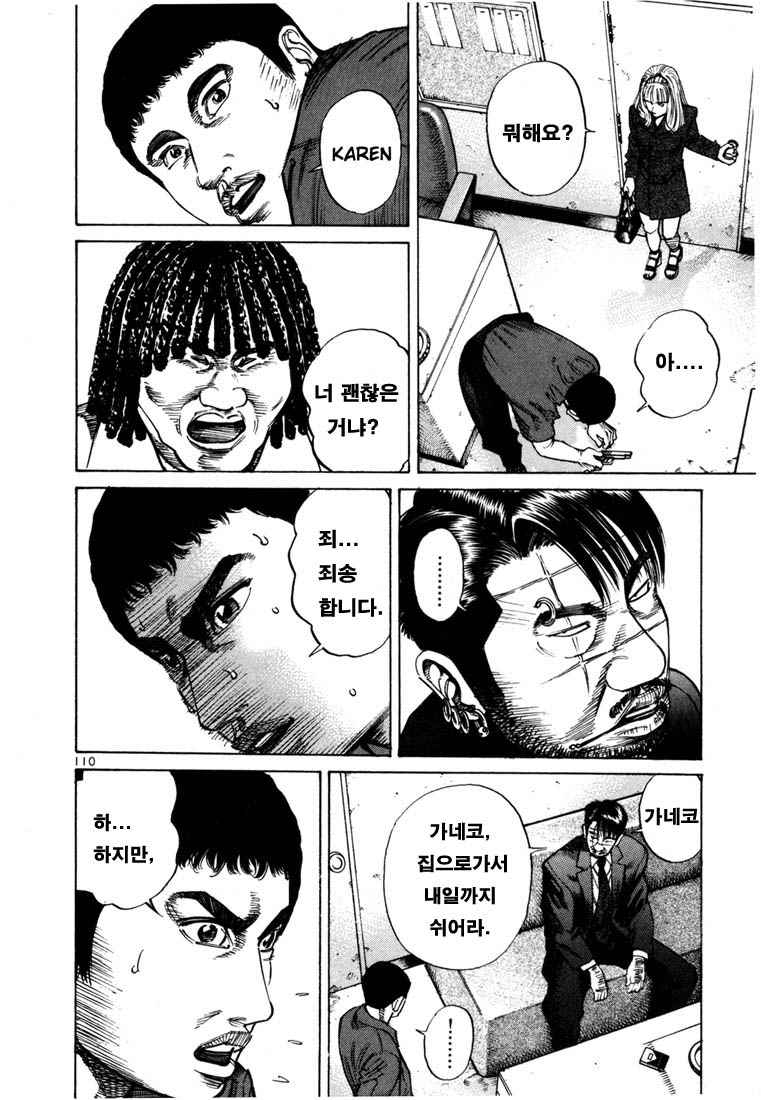 뭐해요?
아....
KAREN
너 괜찮은
거냐?
........
죄...
죄송
합니다.
110
가네코
가네코,
집으로가서
내일까지
쉬어라.
!.......
하...
하지만,